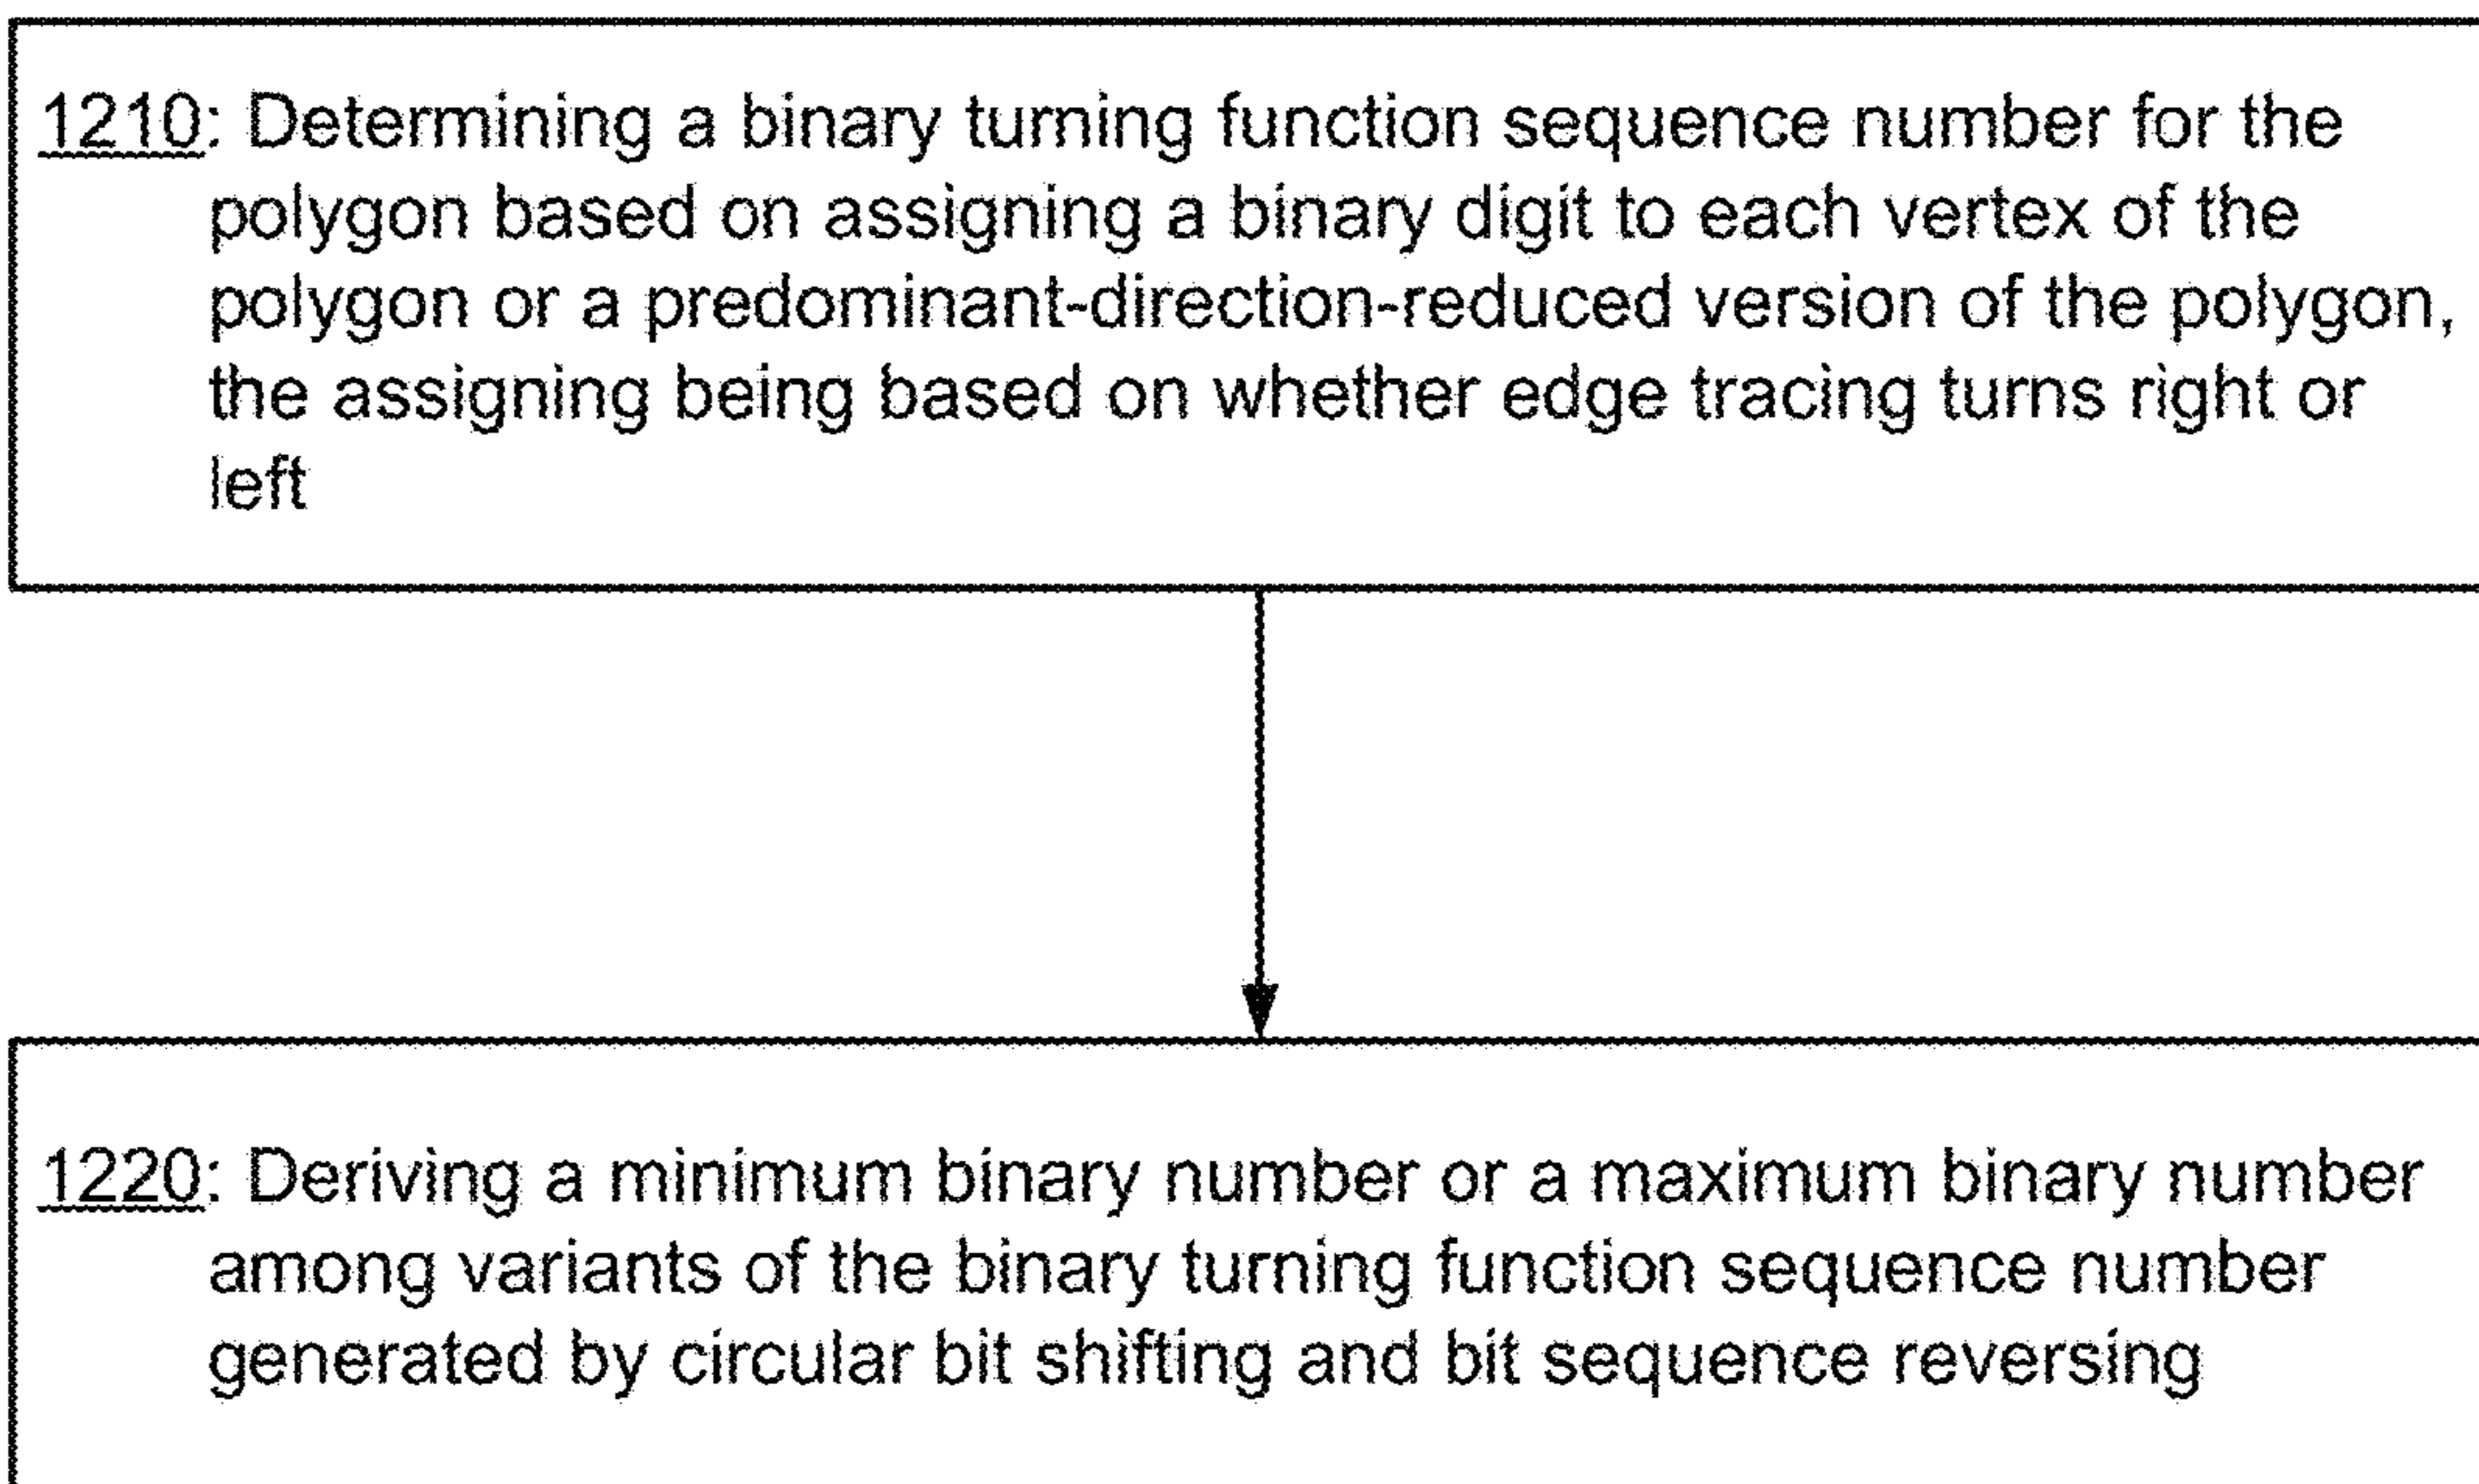 1210: Determining a binary turning function sequence number for the
polygon based on assigning a binary digit to each vertex of the
polygon or a predominant-direction-reduced version of the polygon,
the assigning being based on whether edge tracing turns right or
left
1220: Deriving a minimum binary number or a maximum binary number
among variants of the binary turning function sequence number
generated by circular bit shifting and bit sequence reversing